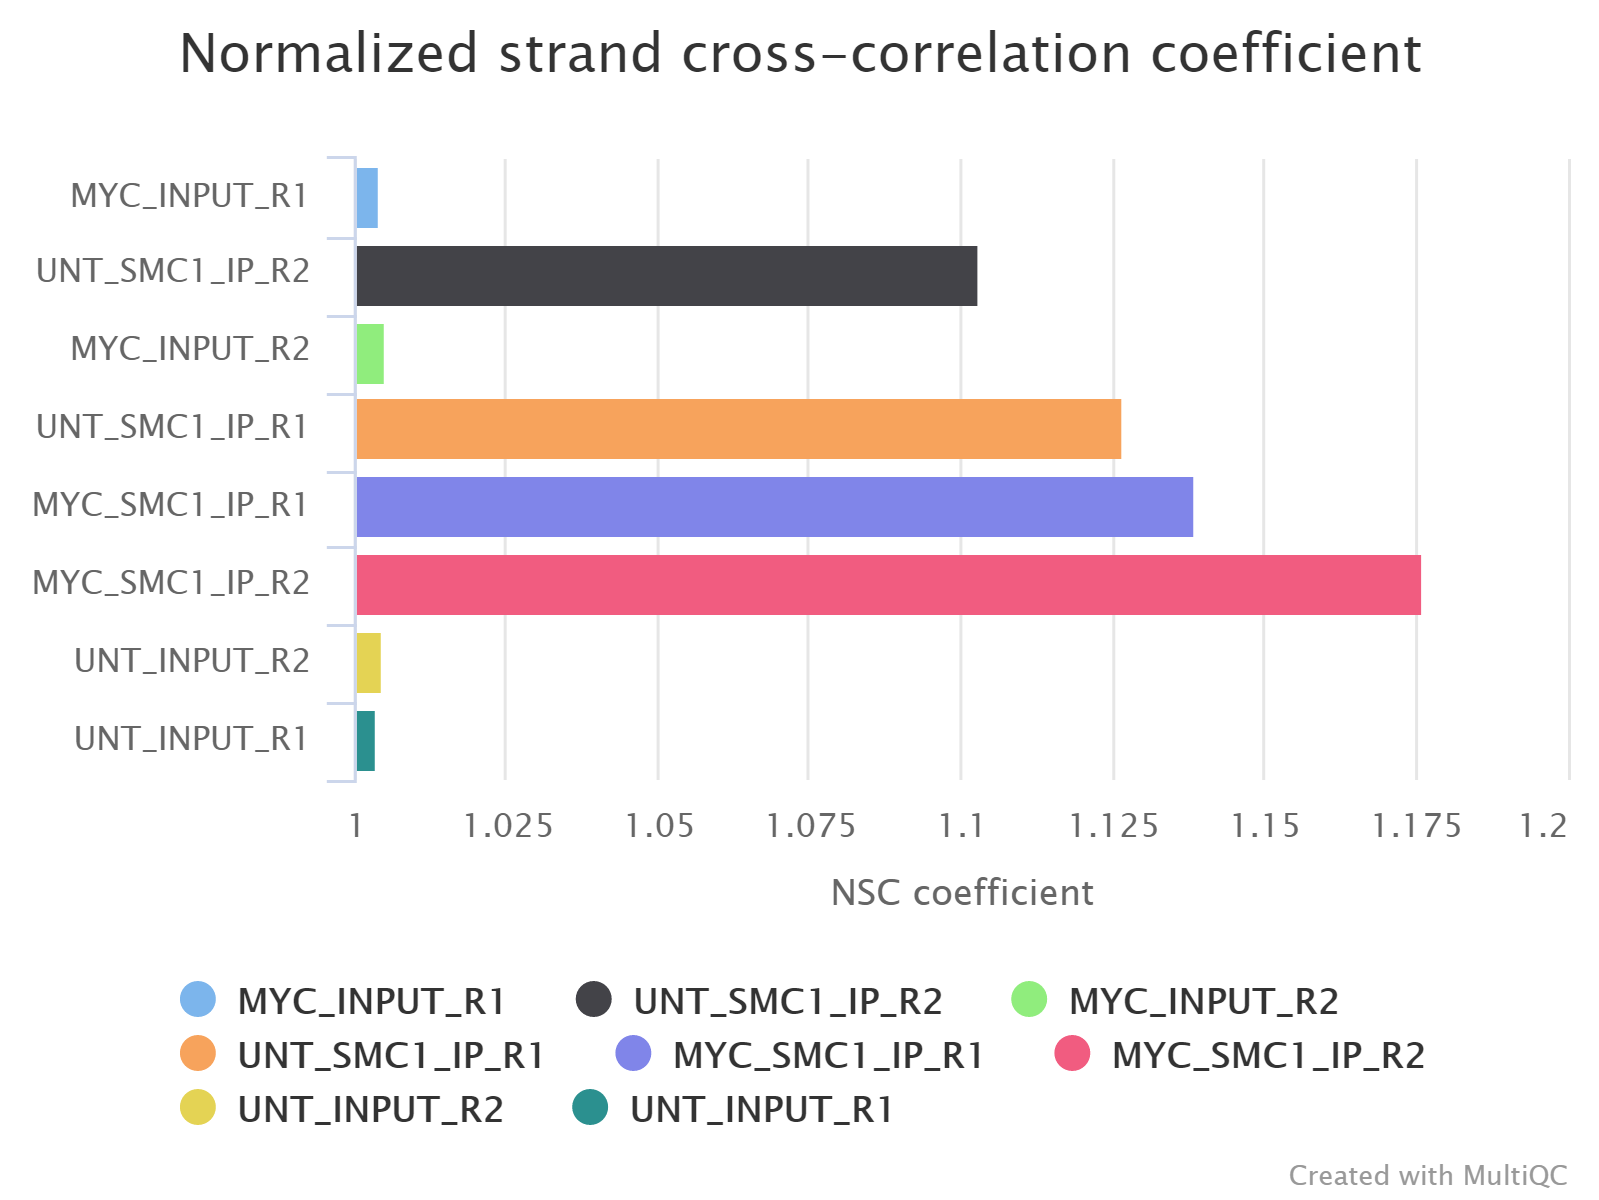 Normalized strand cross-correlation coefficient
MYC_INPUT_R1
UNT_SMC1_IP_R2
MYC_INPUT_R2
UNT_SMC1_IP_R1
MYC_SMC1_IP_R1
MYC_SMC1_IP_R2
UNT_INPUT_R2
UNT_INPUT_R1
1 1.025 1.05 1.075 1.1 1.125 1.15 1.175 1.2
NSC coefficient
MYC_INPUT_R1 UNT_SMC1_IP_R2 MYC_INPUT_R2
UNT_SMC1_IP_R1 MYC_SMC1_IP_R1 MYC_SMC1_IP_R2
UNT_INPUT_R2 UNT_INPUT_R1
Created with MultiQC